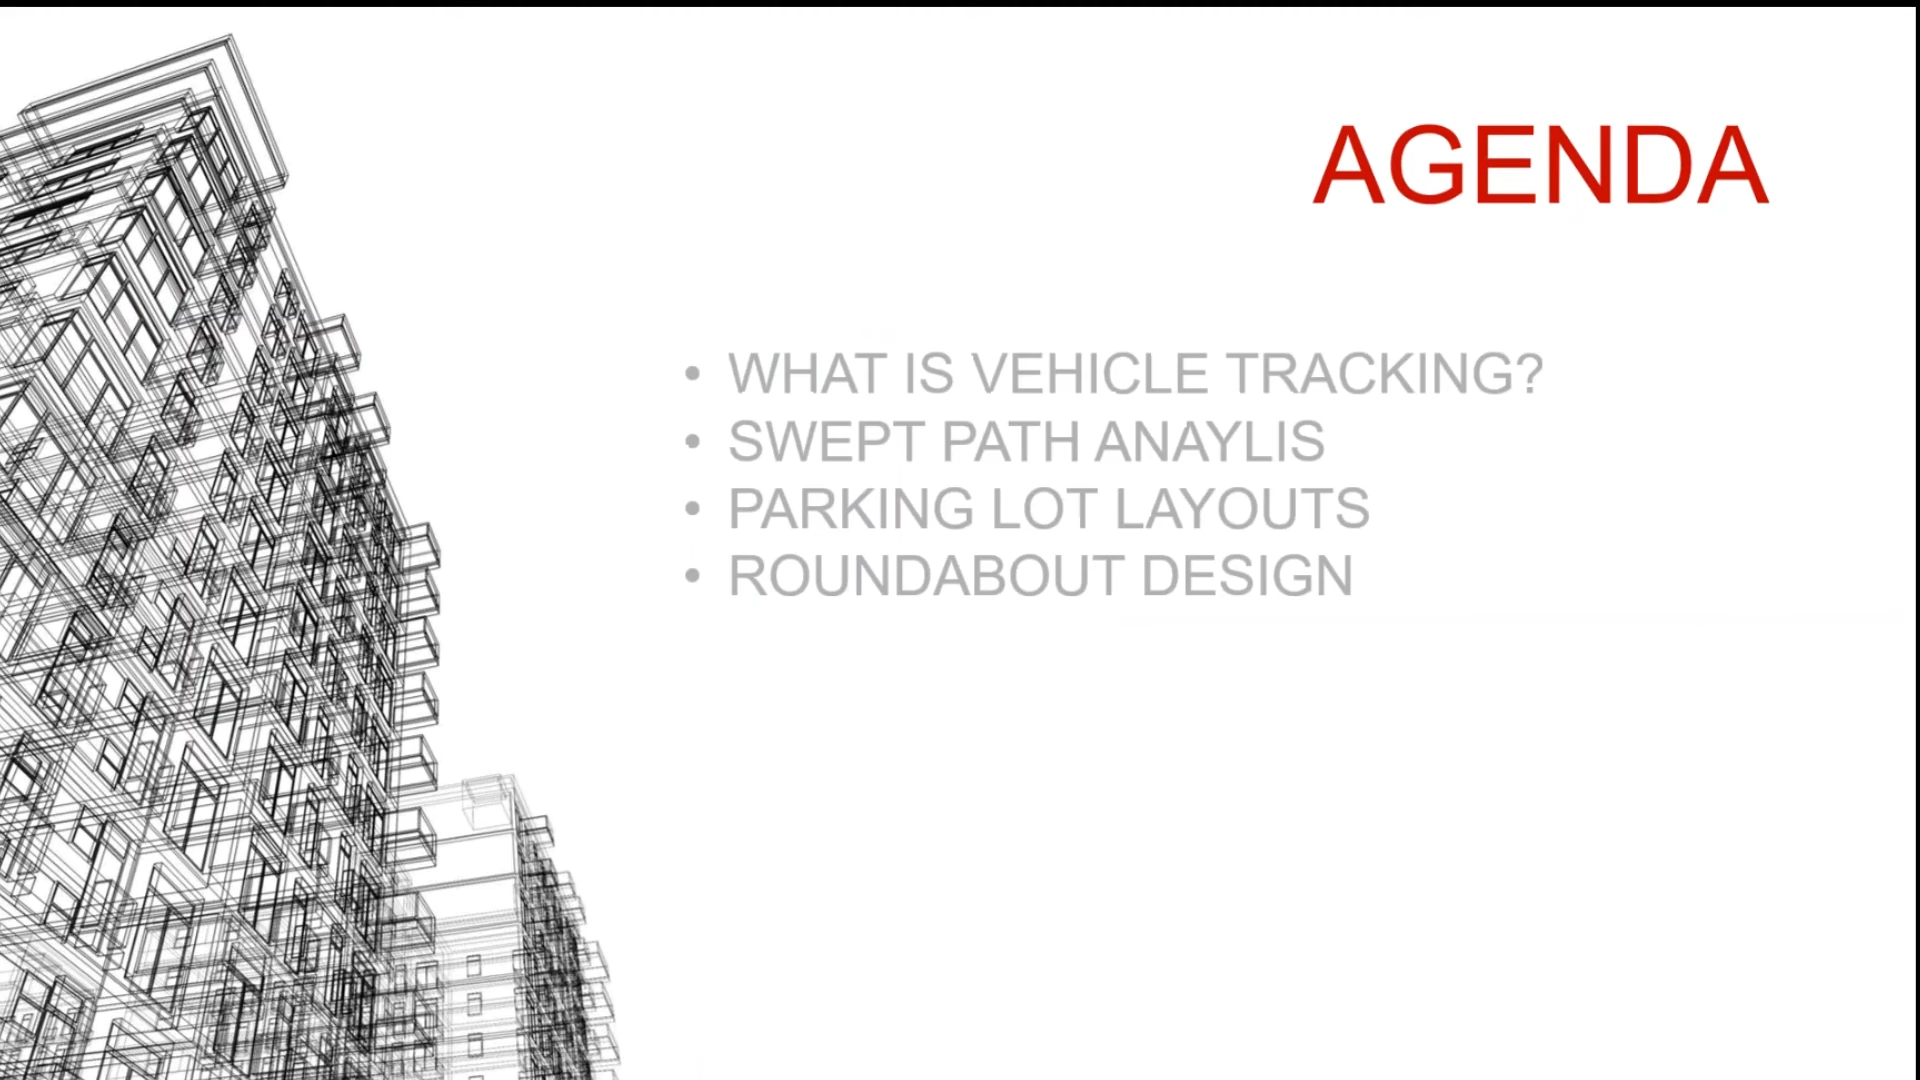 AGENDA
• WHAT IS VEHICLE TRACKING?
• SWEPT PATH ANAYLIS
• PARKING LOT LAYOUTS
• ROUNDABOUT DESIGN